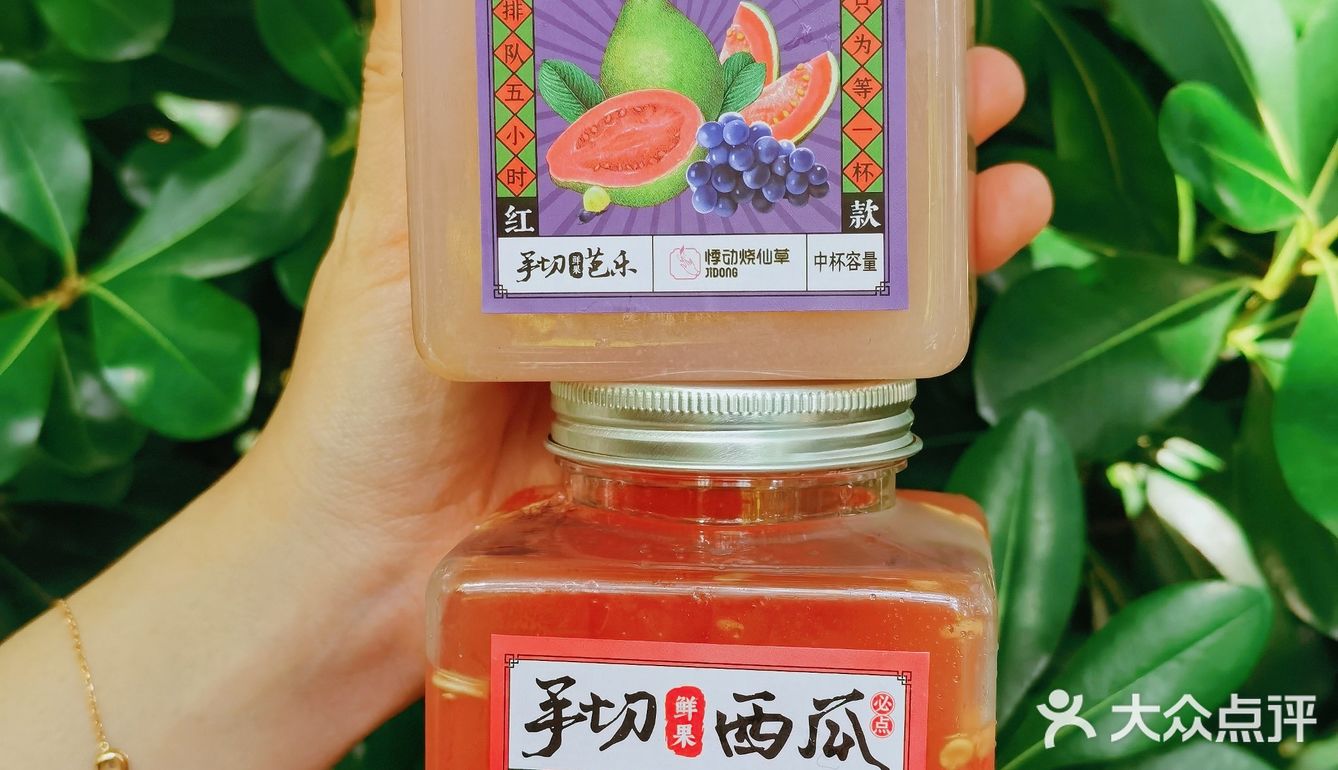 排队五小时
只为等一杯
红
款
手切鲜果芭乐
悸动烧仙草
JIDONG
中杯容量
手切鲜果西瓜
必点
大众点评